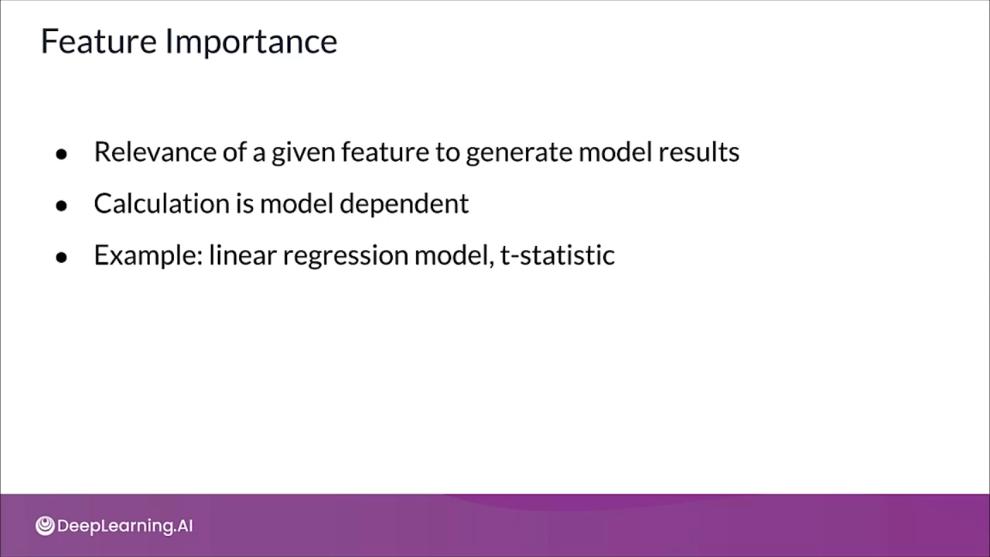 Feature Importance
● Relevance of a given feature to generate model results
● Calculation is model dependent
● Example: linear regression model, t-statistic
DeepLearning.AI